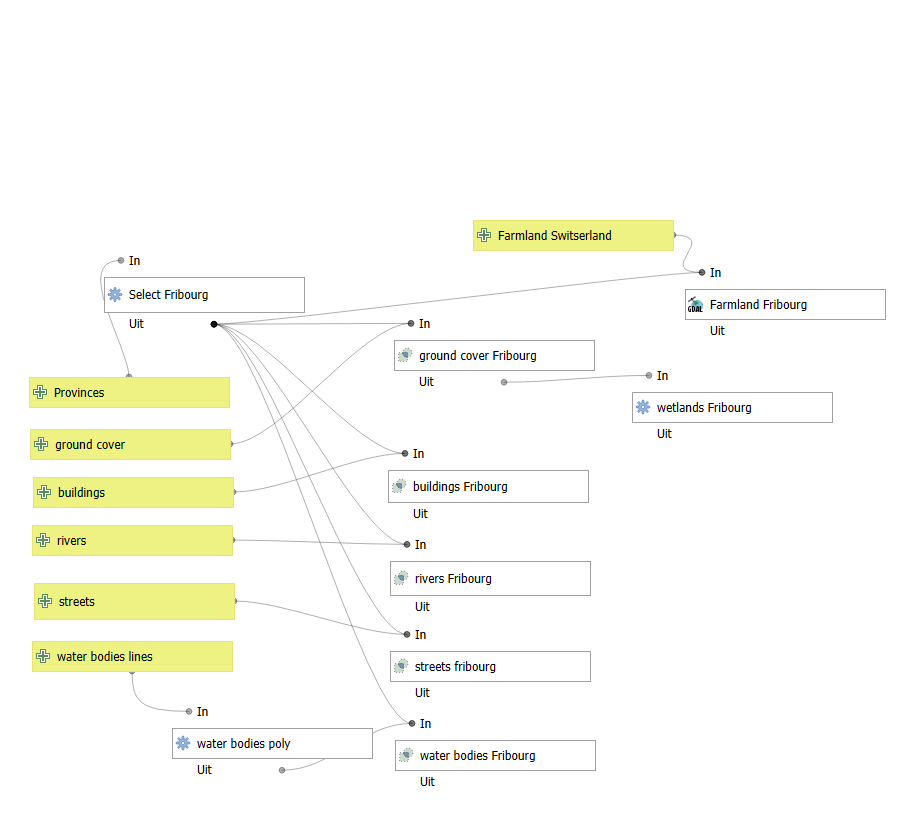 Farmland Switserland
In
In
Select Fribourg
GDAL
Farmland Fribourg
Uit
In
Uit
ground cover Fribourg
Uit
In
Provinces
wetlands Fribourg
Uit
ground cover
In
buildings
buildings Fribourg
Uit
rivers
In
rivers Fribourg
streets
Uit
In
water bodies lines
streets fribourg
Uit
In
In
water bodies poly
water bodies Fribourg
Uit
Uit